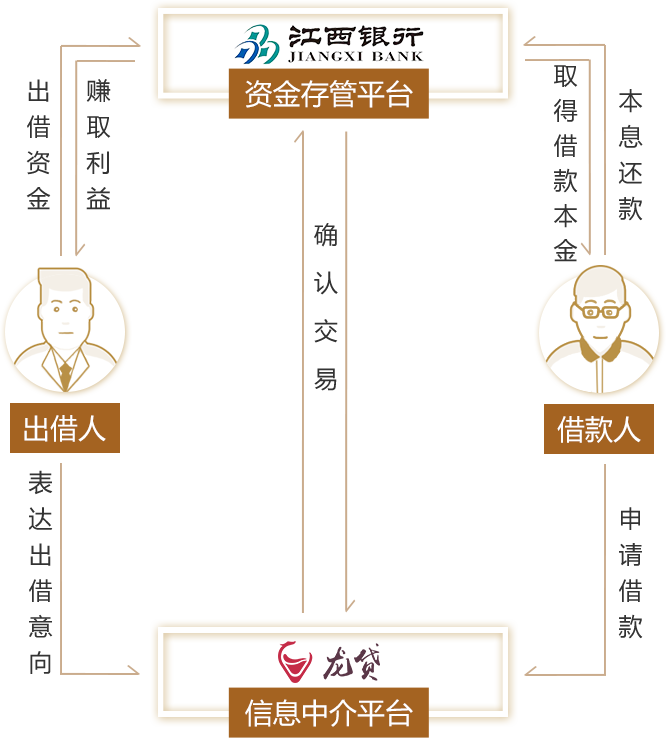 江西银行
JIANGXI BANK
资金存管平台
出借资金
赚取利益
确认交易
取得借款本金
本息还款
出借人
借款人
表达出借意向
申请借款
龙贷
信息中介平台